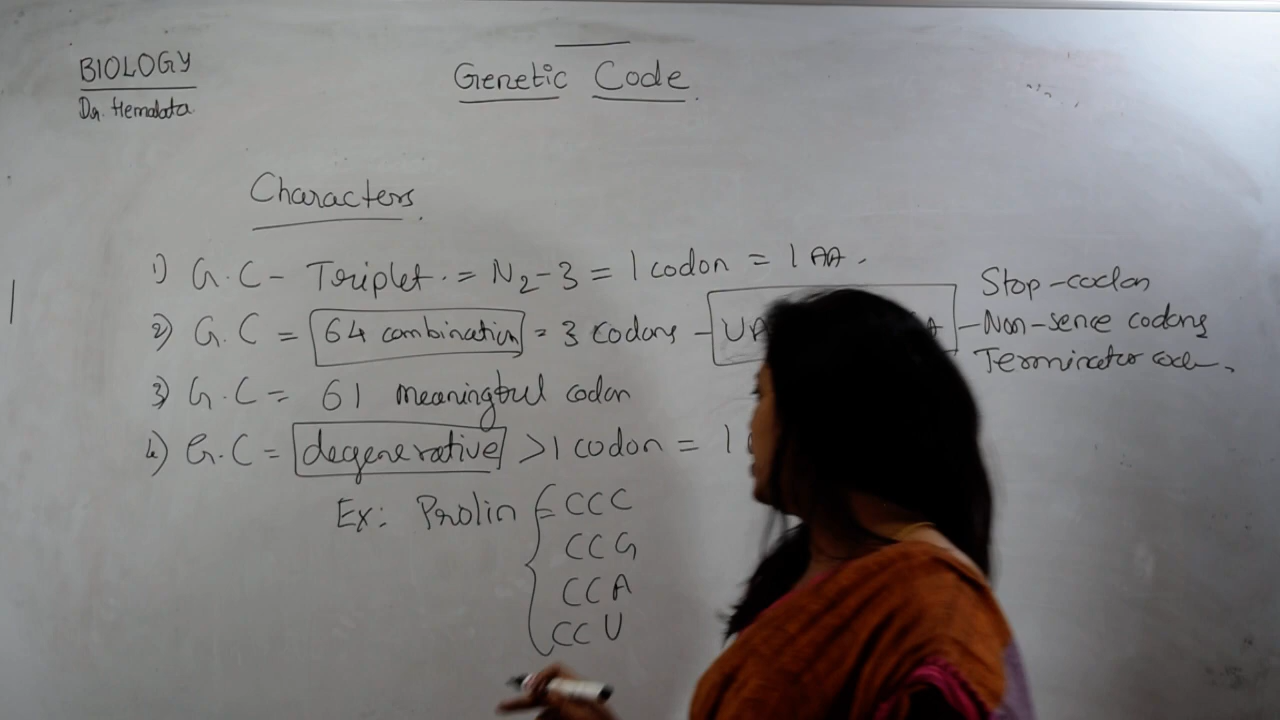 BIOLOGY
Dr. Hemalata
Genetic Code.
Characters.
1) G.C - Triplet. = N2-3 = 1 codon = 1 AA.
2) G.C = 64 combination = 3 codons - UA A - Non-sence codons
Stop-codon
Terminator
3) G.C = 61 meaningful codon
4) G.C = degenerative >1 codon = 1
Ex: Prolin CCC
CCG
CCA
CCU